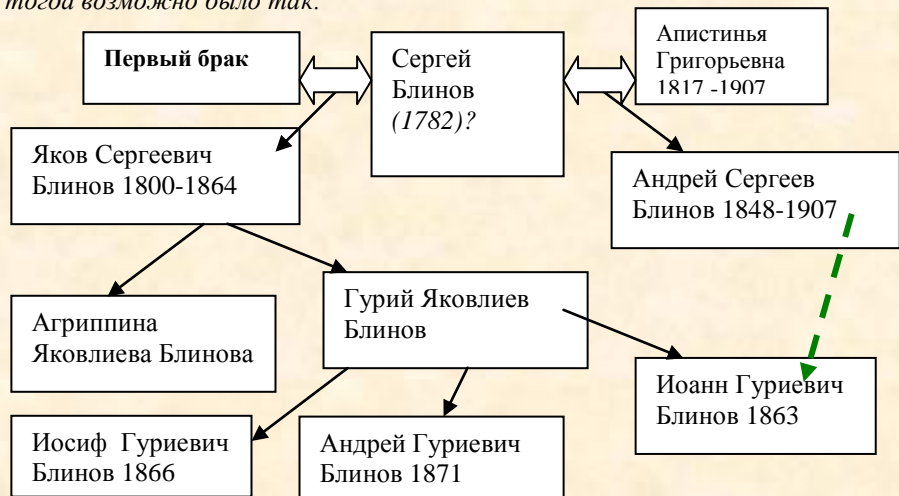 тогда возможно было так.
Первый брак
Сергей
Блинов
(1782)?
Апистинья
Григорьевна
1817 -1907
Яков Сергеевич
Блинов 1800-1864
Андрей Сергеев
Блинов 1848-1907
Агриппина
Яковлиева Блинова
Гурий Яковлиев
Блинов
Иоанн Гуриевич
Блинов 1863
Иосиф Гуриевич
Блинов 1866
Андрей Гуриевич
Блинов 1871